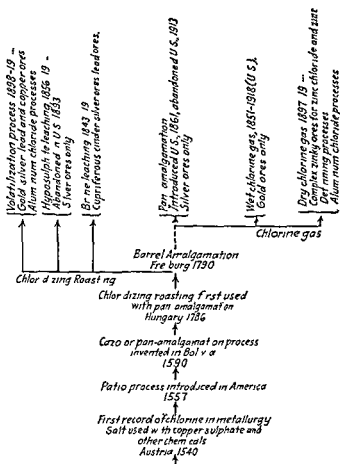 Volatilization process 1898-19 —
Gold silver lead and copper ores
Alum num chloride processes
Hyposulph te leaching 1856 19 —
Abandoned n U S 1893
S lver ores only
Br ne leaching 1843 19
Cupriferous cinder silver ores lead ores,
Pan amalgamation
Introduced U S, 1861, abandoned U S, 1913
Silver ores only
Wet chlorine gas, 1851-1918 (U S),
Gold ores only
Dry chlorine gas 1897 19 —
Complex zinky ores for zinc chloride and zinc
De t nning processes
Alum num chloride processes
Chlorine gas
Barrel Amalgamation
Fre burg 1790
Chlor d zing Roast ng
Chlor dizing roasting f rst used
with pan amalgamat on
Hungary 1786
Cazo or pan-amalgamat on process
invented in Bol v a
1590
Patio process introduced in America
1557
First record of chlorine in metallurgy
Salt used w th copper sulphate and
other chem cals
Austria 1540